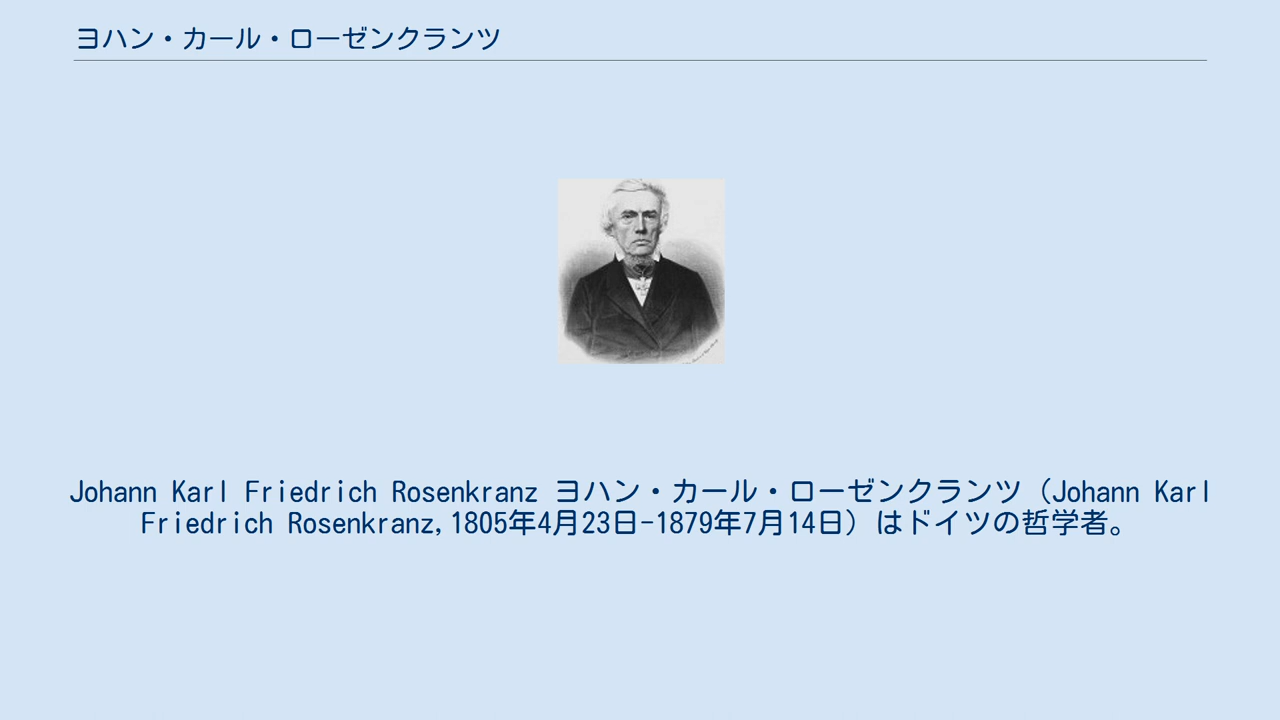 ヨハン・カール・ローゼンクランツ
Johann Karl Friedrich Rosenkranz ヨハン・カール・ローゼンクランツ（Johann Karl
Friedrich Rosenkranz,1805年4月23日-1879年7月14日）はドイツの哲学者。